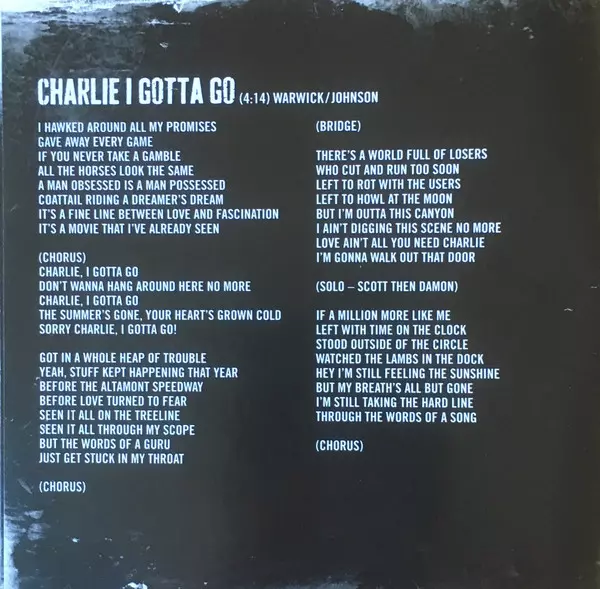 CHARLIE I GOTTA GO (4:14) WARWICK/JOHNSON
I HAWKED AROUND ALL MY PROMISES
GAVE AWAY EVERY GAME
IF YOU NEVER TAKE A GAMBLE
ALL THE HORSES LOOK THE SAME
A MAN OBSESSED IS A MAN POSSESSED
COATTAIL RIDING A DREAMER'S DREAM
IT'S A FINE LINE BETWEEN LOVE AND FASCINATION
IT'S A MOVIE THAT I'VE ALREADY SEEN
(CHORUS)
CHARLIE, I GOTTA GO
DON'T WANNA HANG AROUND HERE NO MORE
CHARLIE, I GOTTA GO
THE SUMMER'S GONE, YOUR HEART'S GROWN COLD
SORRY CHARLIE, I GOTTA GO!
GOT IN A WHOLE HEAP OF TROUBLE
YEAH, STUFF KEPT HAPPENING THAT YEAR
BEFORE THE ALTAMONT SPEEDWAY
BEFORE LOVE TURNED TO FEAR
SEEN IT ALL ON THE TREELINE
SEEN IT ALL THROUGH MY SCOPE
BUT THE WORDS OF A GURU
JUST GET STUCK IN MY THROAT
(CHORUS)
(BRIDGE)
THERE'S A WORLD FULL OF LOSERS
WHO CUT AND RUN TOO SOON
LEFT TO ROT WITH THE USERS
LEFT TO HOWL AT THE MOON
BUT I'M OUTTA THIS CANYON
I AIN'T DIGGING THIS SCENE NO MORE
LOVE AIN'T ALL YOU NEED CHARLIE
I'M GONNA WALK OUT THAT DOOR
(SOLO – SCOTT THEN DAMON)
IF A MILLION MORE LIKE ME
LEFT WITH TIME ON THE CLOCK
STOOD OUTSIDE OF THE CIRCLE
WATCHED THE LAMBS IN THE DOCK
HEY I'M STILL FEELING THE SUNSHINE
BUT MY BREATH'S ALL BUT GONE
I'M STILL TAKING THE HARD LINE
THROUGH THE WORDS OF A SONG
(CHORUS)